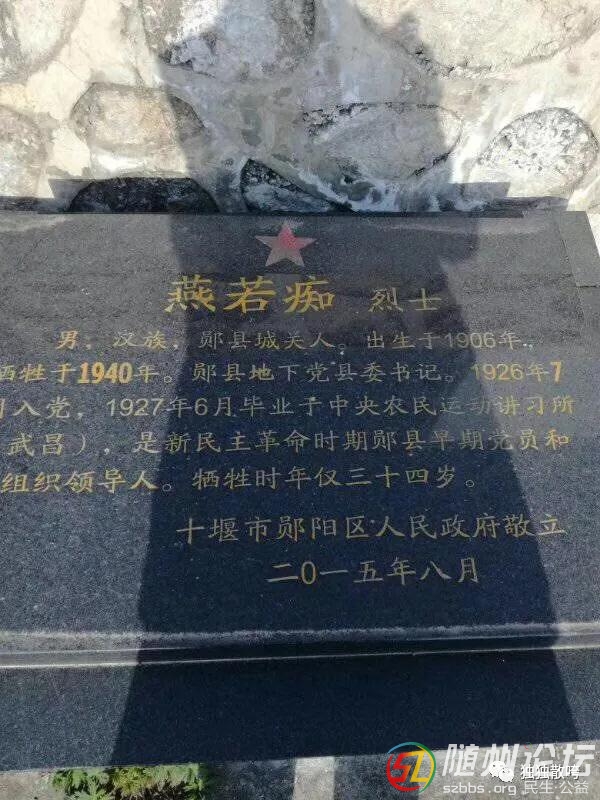 燕若痴 烈士
男，汉族，郧县城关人。出生于1906年，
牺牲于1940年。郧县地下党县委书记。1926年7
月入党，1927年6月毕业于中央农民运动讲习所
（武昌），是新民主革命时期郧县早期党员和
组织领导人。牺牲时年仅三十四岁。
十堰市郧阳区人民政府敬立
二0一五年八月
随州论坛
独独散咵
szbbs.org 民生·公益